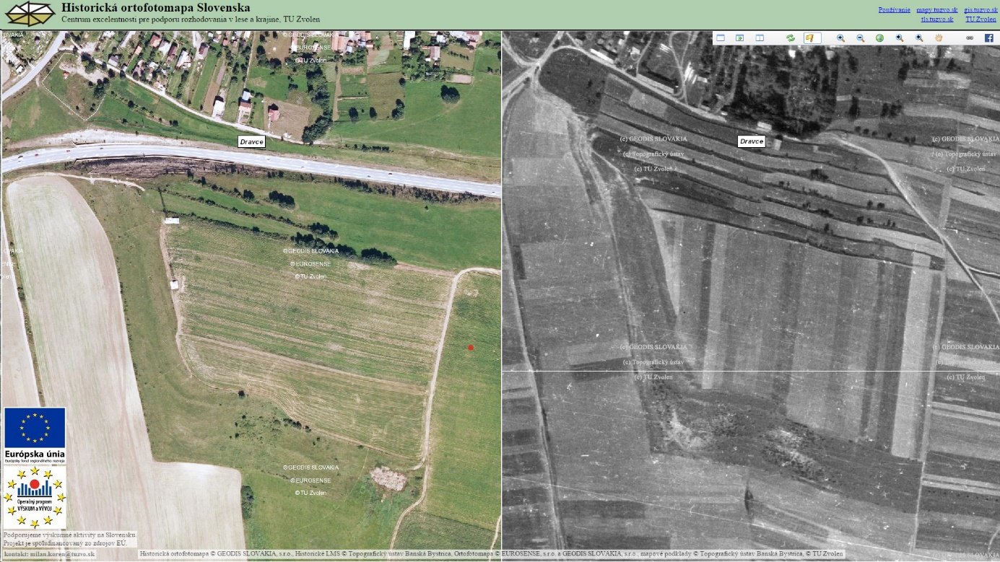 Historická ortofotomapa Slovenska
Centrum excelentnosti pre podporu rozhodovania v lese a krajine, TU Zvolen
Používanie mapy.tuzvo.sk gis.tuzvo.sk
tls.tuzvo.sk TU Zvolen
OVAKIA
© GEODIS SLOVAKIA
© EUROSENSE
© TU Zvolen
Dravce
Dravce
(c) GEODIS SLOVAKIA
(c) Topografický ústav
(c) TU Zvolen
(c) GEODIS SLOVAKIA
(c) Topografický ústav
(c) TU Zvolen
OVAKIA
© GEODIS SLOVAKIA
© EUROSENSE
© TU Zvolen
(c) GEODIS SLOVAKIA
(c) Topografický ústav
(c) TU Zvolen
(c) GEODIS SLOVAKIA
(c) Topografický ústav
(c) TU Zvolen
Európska únia
Európsky fond regionálneho rozvoja
© GEODIS SLOVAKIA
© EUROSENSE
© TU Zvolen
Operačný program
VÝSKUM a VÝVOJ
Podporujeme výskumné aktivity na Slovensku.
Projekt je spolufinancovaný zo zdrojov EÚ.
kontakt: milan.koren@tuzvo.sk
Historická ortofotomapa © GEODIS SLOVAKIA, s.r.o., Historické LMS © Topografický ústav Banská Bystrica, Ortofotomapa © EUROSENSE, s.r.o. a GEODIS SLOVAKIA, s.r.o., mapové podklady © Topografický ústav Banská Bystrica, © TU Zvolen